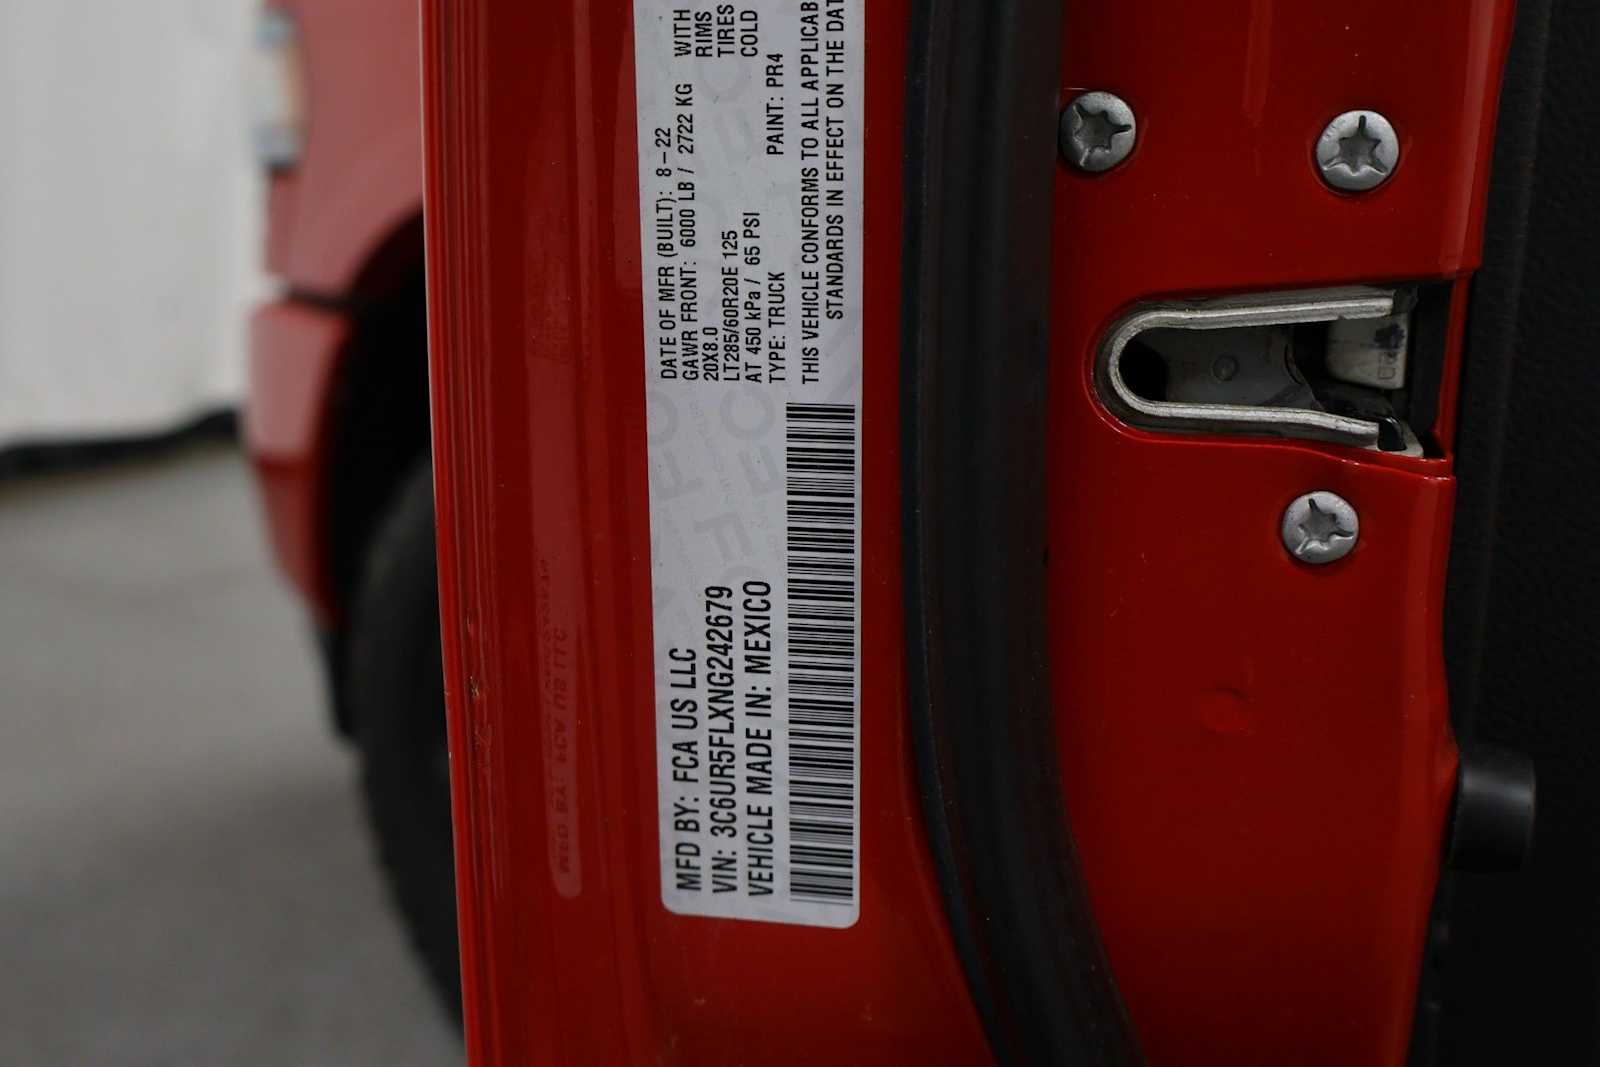 MFD BY: FCA US LLC
VIN: 3C6UR5FLXNG242679
VEHICLE MADE IN: MEXICO
DATE OF MFR (BUILT): 8-22
GAWR FRONT: 6000 LB / 2722 KG WITH
20X8.0 RIMS
LT285/60R20E 125 TIRES
AT 450 kPa / 65 PSI COLD
TYPE: TRUCK PAINT: PR4
THIS VEHICLE CONFORMS TO ALL APPLICAB
STANDARDS IN EFFECT ON THE DAT